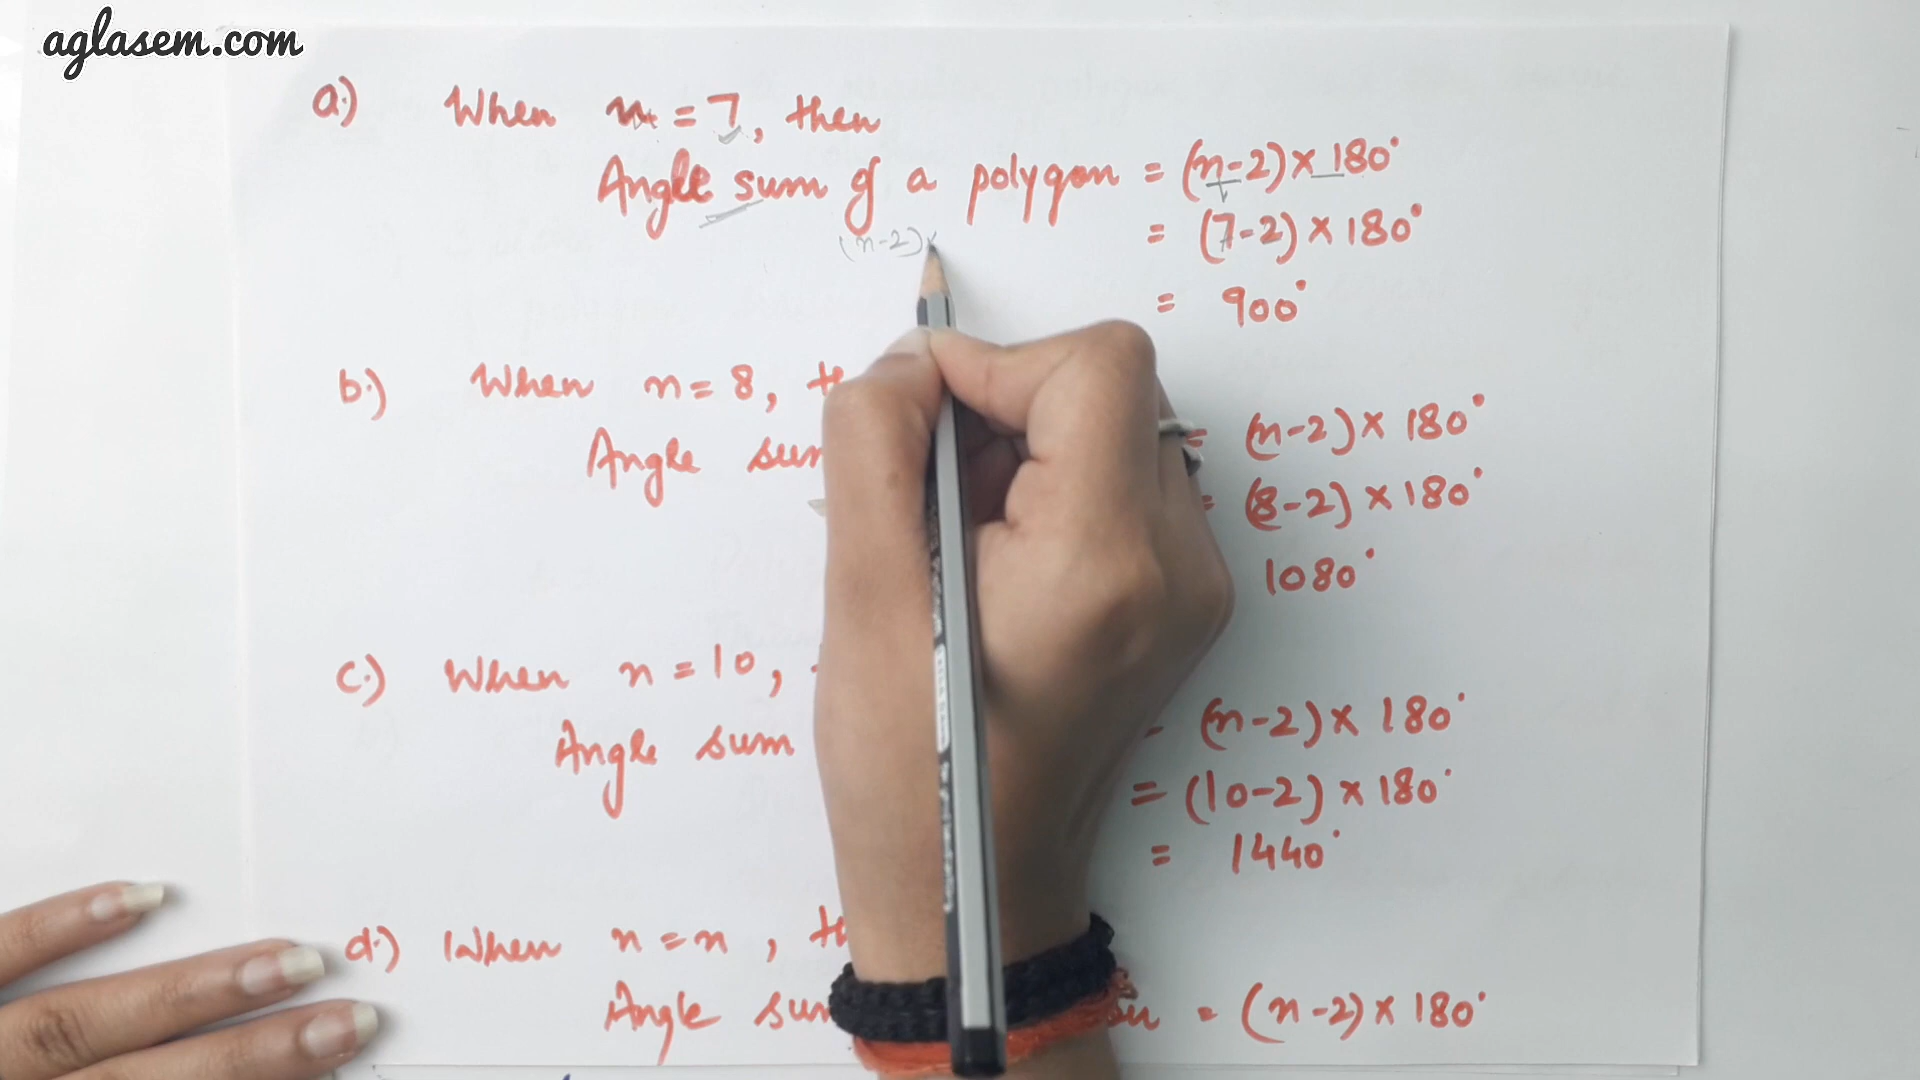 aglasem.com
a.) When n = 7, then
Angle sum of a polygon = (n-2) × 180°
= (7-2) × 180°
(n-2)×
= 900°
b.) When n = 8,
Angle = (n-2) × 180°
= (8-2) × 180°
1080°
c.) When n = 10,
Angle sum = (n-2) × 180°
= (10-2) × 180°
= 1440°
d.) When n = n,
Angle = (n-2) × 180°